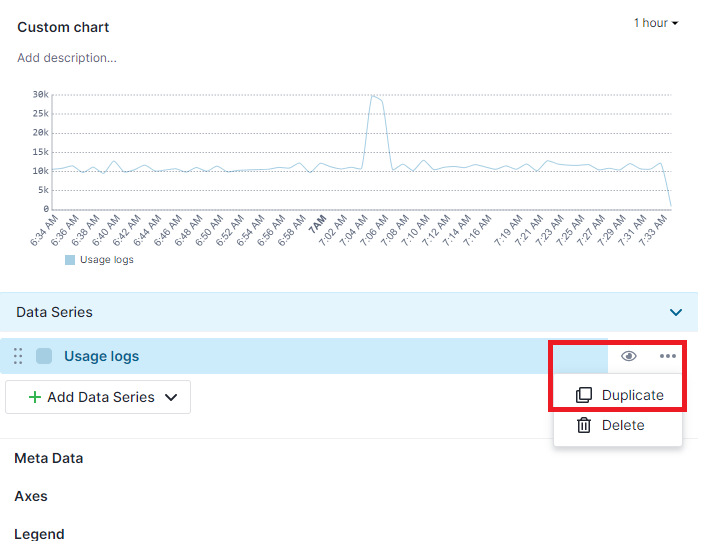 Custom chart
1 hour
Add description...
30k
25k
20k
15k
10k
5k
0
6:34 AM 6:36 AM 6:38 AM 6:40 AM 6:42 AM 6:44 AM 6:46 AM 6:48 AM 6:50 AM 6:52 AM 6:54 AM 6:56 AM 6:58 AM 7AM 7:02 AM 7:04 AM 7:06 AM 7:08 AM 7:10 AM 7:12 AM 7:14 AM 7:16 AM 7:19 AM 7:21 AM 7:23 AM 7:25 AM 7:27 AM 7:29 AM 7:31 AM 7:33 AM
Usage logs
Data Series
Usage logs
Duplicate
Add Data Series
Delete
Meta Data
Axes
Legend